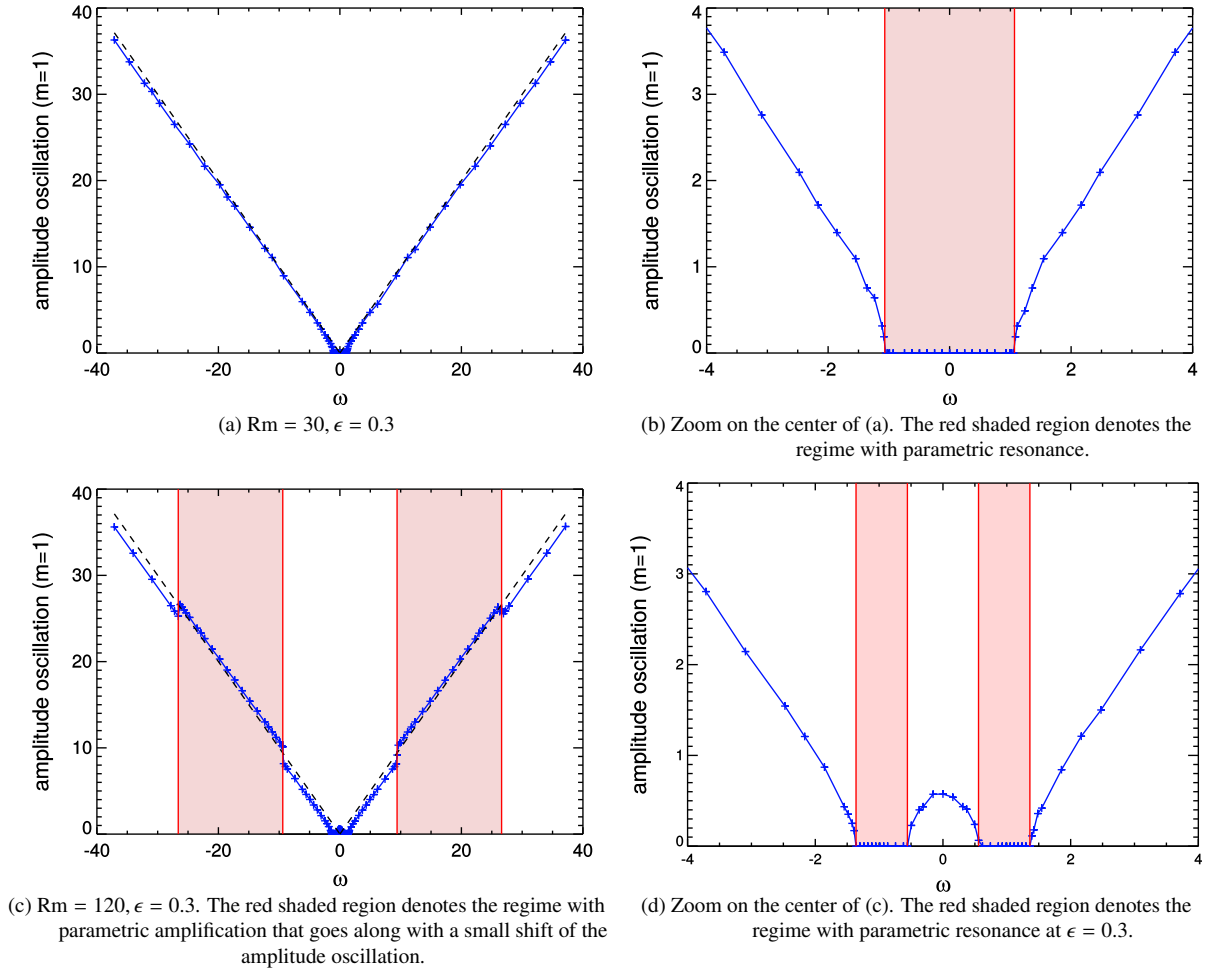 amplitude oscillation (m=1)
40
30
20
10
0
-40 -20 0 20 40
ω
(a) Rm = 30, ϵ = 0.3
amplitude oscillation (m=1)
4
3
2
1
0
-4 -2 0 2 4
ω
(b) Zoom on the center of (a). The red shaded region denotes the
regime with parametric resonance.
amplitude oscillation (m=1)
40
30
20
10
0
-40 -20 0 20 40
ω
(c) Rm = 120, ϵ = 0.3. The red shaded region denotes the regime with
parametric amplification that goes along with a small shift of the
amplitude oscillation.
amplitude oscillation (m=1)
4
3
2
1
0
-4 -2 0 2 4
ω
(d) Zoom on the center of (c). The red shaded region denotes the
regime with parametric resonance at ϵ = 0.3.